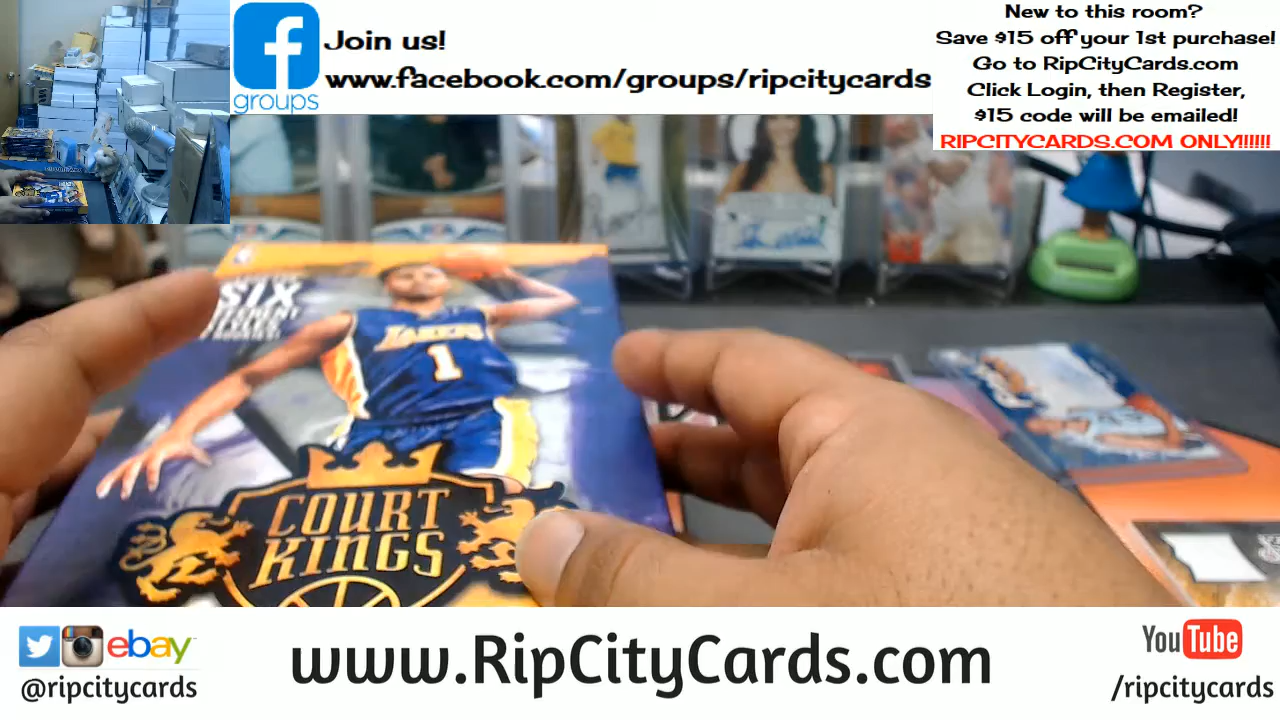 Join us!
www.facebook.com/groups/ripcitycards
groups
New to this room?
Save $15 off your 1st purchase!
Go to RipCityCards.com
Click Login, then Register,
$15 code will be emailed!
RIPCITYCARDS.COM ONLY!!!!!!
SIX
LAKERS
1
COURT
KINGS
ebay
@ripcitycards
www.RipCityCards.com
YouTube
/ripcitycards